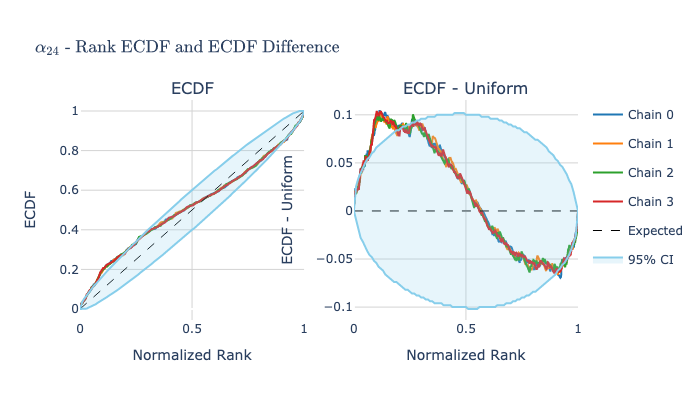 α₂₄ - Rank ECDF and ECDF Difference
ECDF
ECDF - Uniform
1
0.8
0.6
0.4
0.2
0
ECDF
0
0.5
1
Normalized Rank
0.1
0.05
0
−0.05
−0.1
ECDF - Uniform
0
0.5
1
Normalized Rank
Chain 0
Chain 1
Chain 2
Chain 3
Expected
95% CI